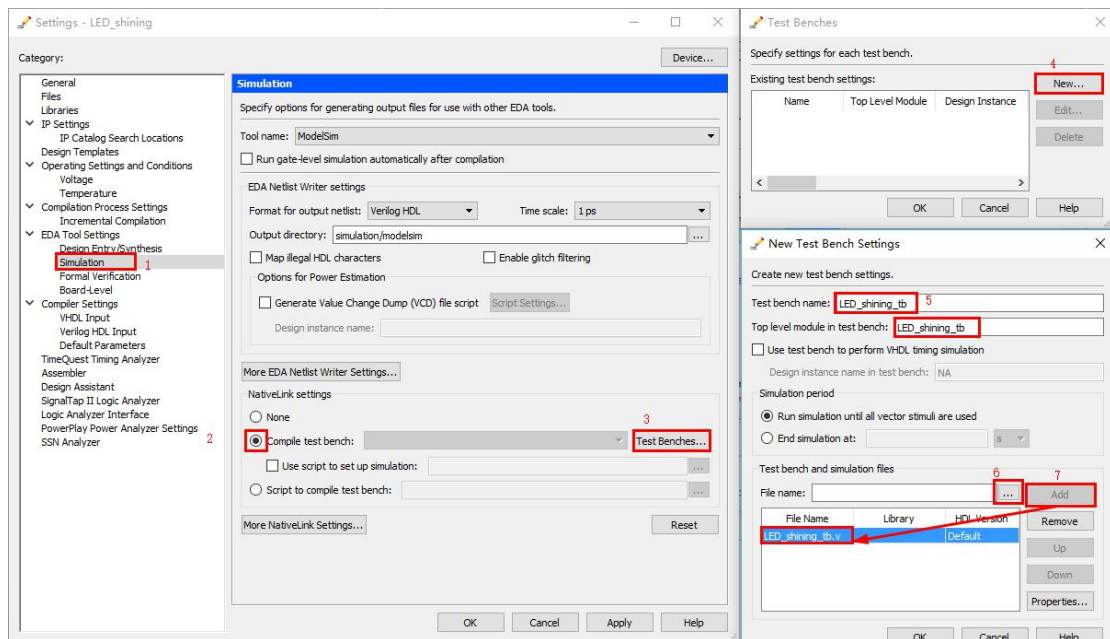 Settings - LED_shining
Category:
Device...
General
Files
Libraries
IP Settings
IP Catalog Search Locations
Design Templates
Operating Settings and Conditions
Voltage
Temperature
Compilation Process Settings
Incremental Compilation
EDA Tool Settings
Design Entry/Synthesis
Simulation 1
Formal Verification
Board-Level
Compiler Settings
VHDL Input
Verilog HDL Input
Default Parameters
TimeQuest Timing Analyzer
Assembler
Design Assistant
SignalTap II Logic Analyzer
Logic Analyzer Interface
PowerPlay Power Analyzer Settings
SSN Analyzer
2
Simulation
Specify options for generating output files for use with other EDA tools.
Tool name: ModelSim
Run gate-level simulation automatically after compilation
EDA Netlist Writer settings
Format for output netlist: Verilog HDL Time scale: 1 ps
Output directory: simulation/modelsim ...
Map illegal HDL characters Enable glitch filtering
Options for Power Estimation
Generate Value Change Dump (VCD) file script Script Settings...
Design instance name:
More EDA Netlist Writer Settings...
NativeLink settings
None
3
Compile test bench: Test Benches...
Use script to set up simulation: ...
Script to compile test bench: ...
More NativeLink Settings... Reset
OK Cancel Apply Help
Test Benches
Specify settings for each test bench.
4
Existing test bench settings: New...
Name Top Level Module Design Instance
Edit...
Delete
OK Cancel Help
New Test Bench Settings
Create new test bench settings.
Test bench name: LED_shining_tb 5
Top level module in test bench: LED_shining_tb
Use test bench to perform VHDL timing simulation
Design instance name in test bench: NA
Simulation period
Run simulation until all vector stimuli are used
End simulation at: s
Test bench and simulation files
6 7
File name: ... Add
File Name Library HDL Version
Remove
LED_shining_tb.v Default
Up
Down
Properties...
OK Cancel Help